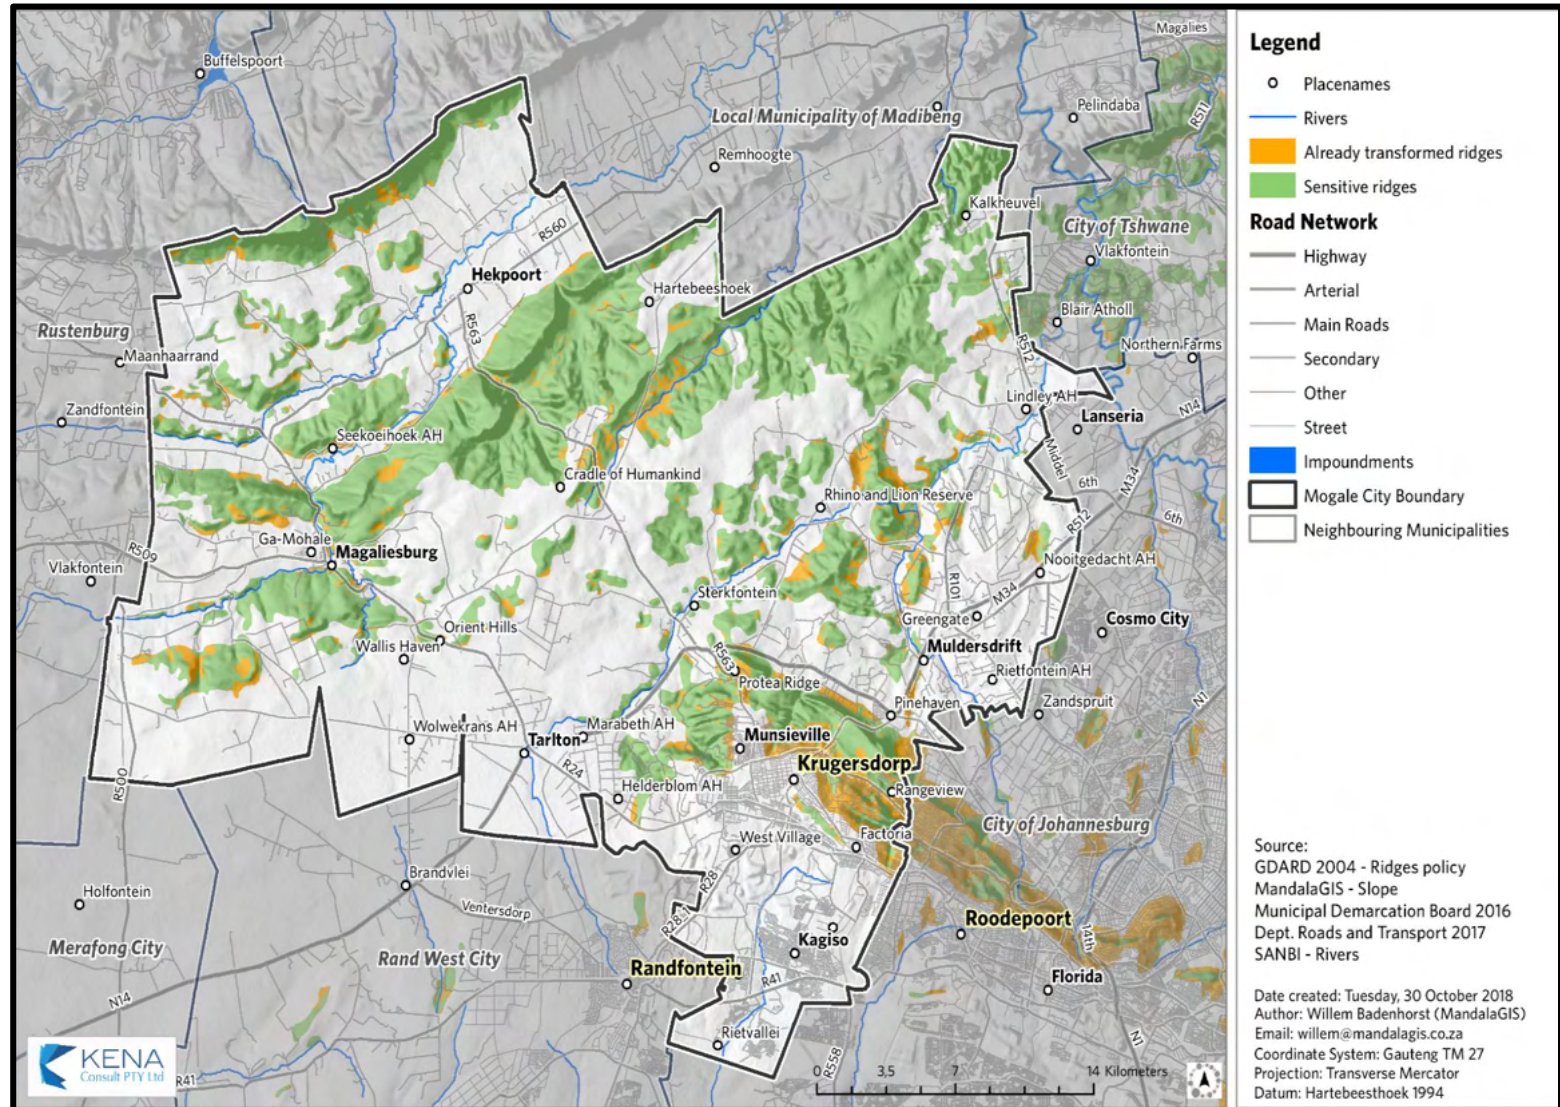 Magalies
Buffelspoort
Local Municipality of Madibeng
Pelindaba
R511
Remhoogte
Kalkheuvel
City of Tshwane
R560
Vlakfontein
Hekpoort
Hartebeeshoek
Rustenburg
R563
Blair Atholl
Maanhaarrand
R512
Northern Farms
Zandfontein
Lindley AH
Lanseria
N14
Seekoeihoek AH
Middel
Cradle of Humankind
6th
M34
Rhino and Lion Reserve
R512
6th
Ga-Mohale
R509
Magaliesburg
Vlakfontein
Nooitgedacht AH
R101
M34
Sterkfontein
Greengate
Cosmo City
Orient Hills
Wallis Haven
R563
Muldersdrift
Rietfontein AH
Protea Ridge
Pinehaven
Zandspruit
N1
Wolwekrans AH
Marabeth AH
Tarlton
Munsieville
R24
Krugersdorp
R500
Helderblom AH
Rangeview
City of Johannesburg
West Village
Factoria
Brandvlei
R28
Holfontein
Ventersdorp
R28.1
Roodepoort
14th
Merafong City
Rand West City
Kagiso
Randfontein
R41
Florida
N14
Rietvallei
R558
N1
R41
KENA
Consult PTY Ltd
0 3,5 7 14 Kilometers
Legend
Placenames
Rivers
Already transformed ridges
Sensitive ridges
Road Network
Highway
Arterial
Main Roads
Secondary
Other
Street
Impoundments
Mogale City Boundary
Neighbouring Municipalities
Source:
GDARD 2004 - Ridges policy
MandalaGIS - Slope
Municipal Demarcation Board 2016
Dept. Roads and Transport 2017
SANBI - Rivers
Date created: Tuesday, 30 October 2018
Author: Willem Badenhorst (MandalaGIS)
Email: willem@mandalagis.co.za
Coordinate System: Gauteng TM 27
Projection: Transverse Mercator
Datum: Hartebeesthoek 1994